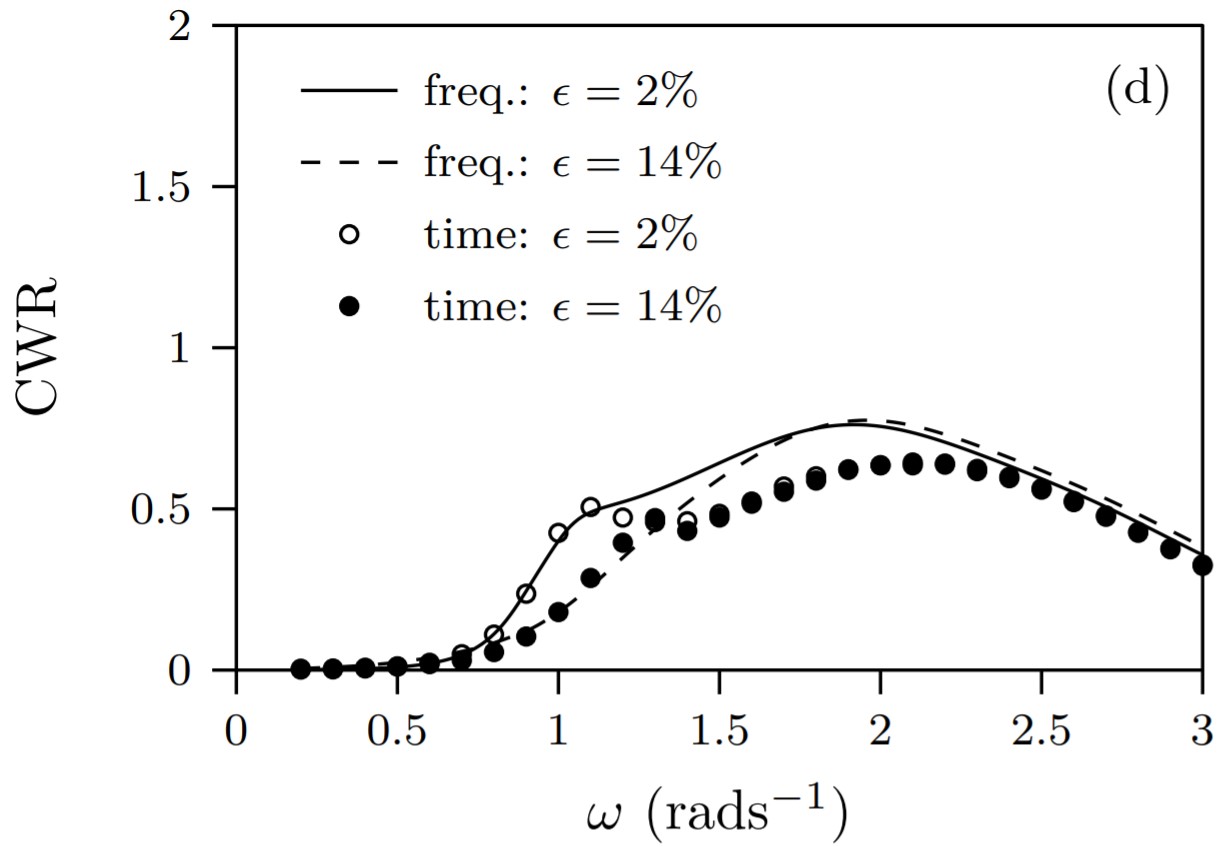 2
(d)
freq.: ϵ = 2%
freq.: ϵ = 14%
1.5
time: ϵ = 2%
time: ϵ = 14%
1
CWR
0.5
0
0 0.5 1 1.5 2 2.5 3
ω (rads⁻¹)